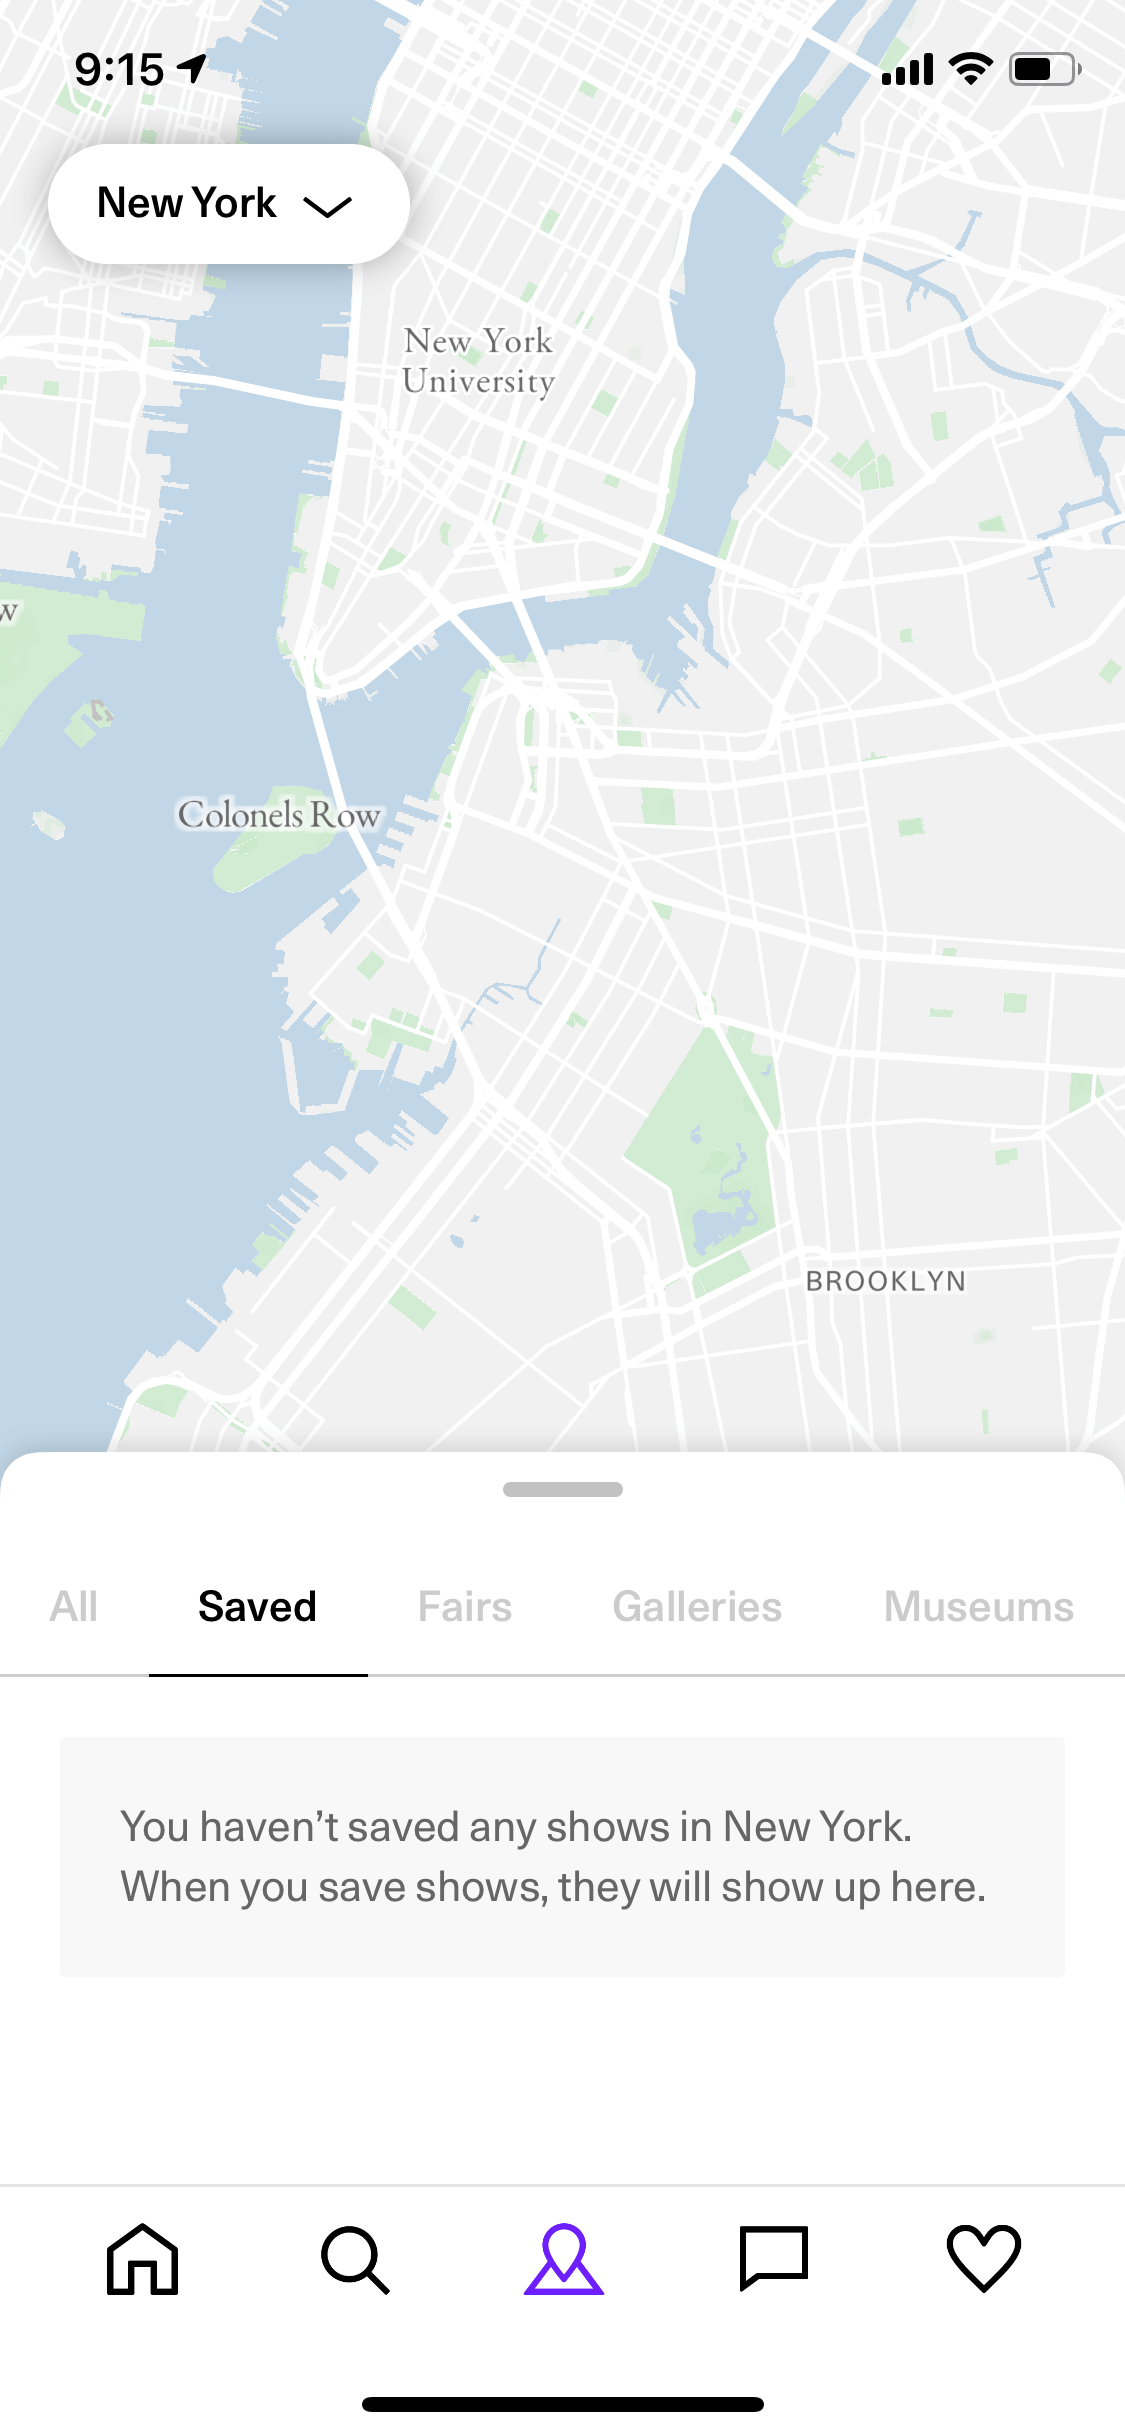 9:15
New York
New York
University
w
Colonels Row
BROOKLYN
All
Saved
Fairs
Galleries
Museums
You haven’t saved any shows in New York.
When you save shows, they will show up here.